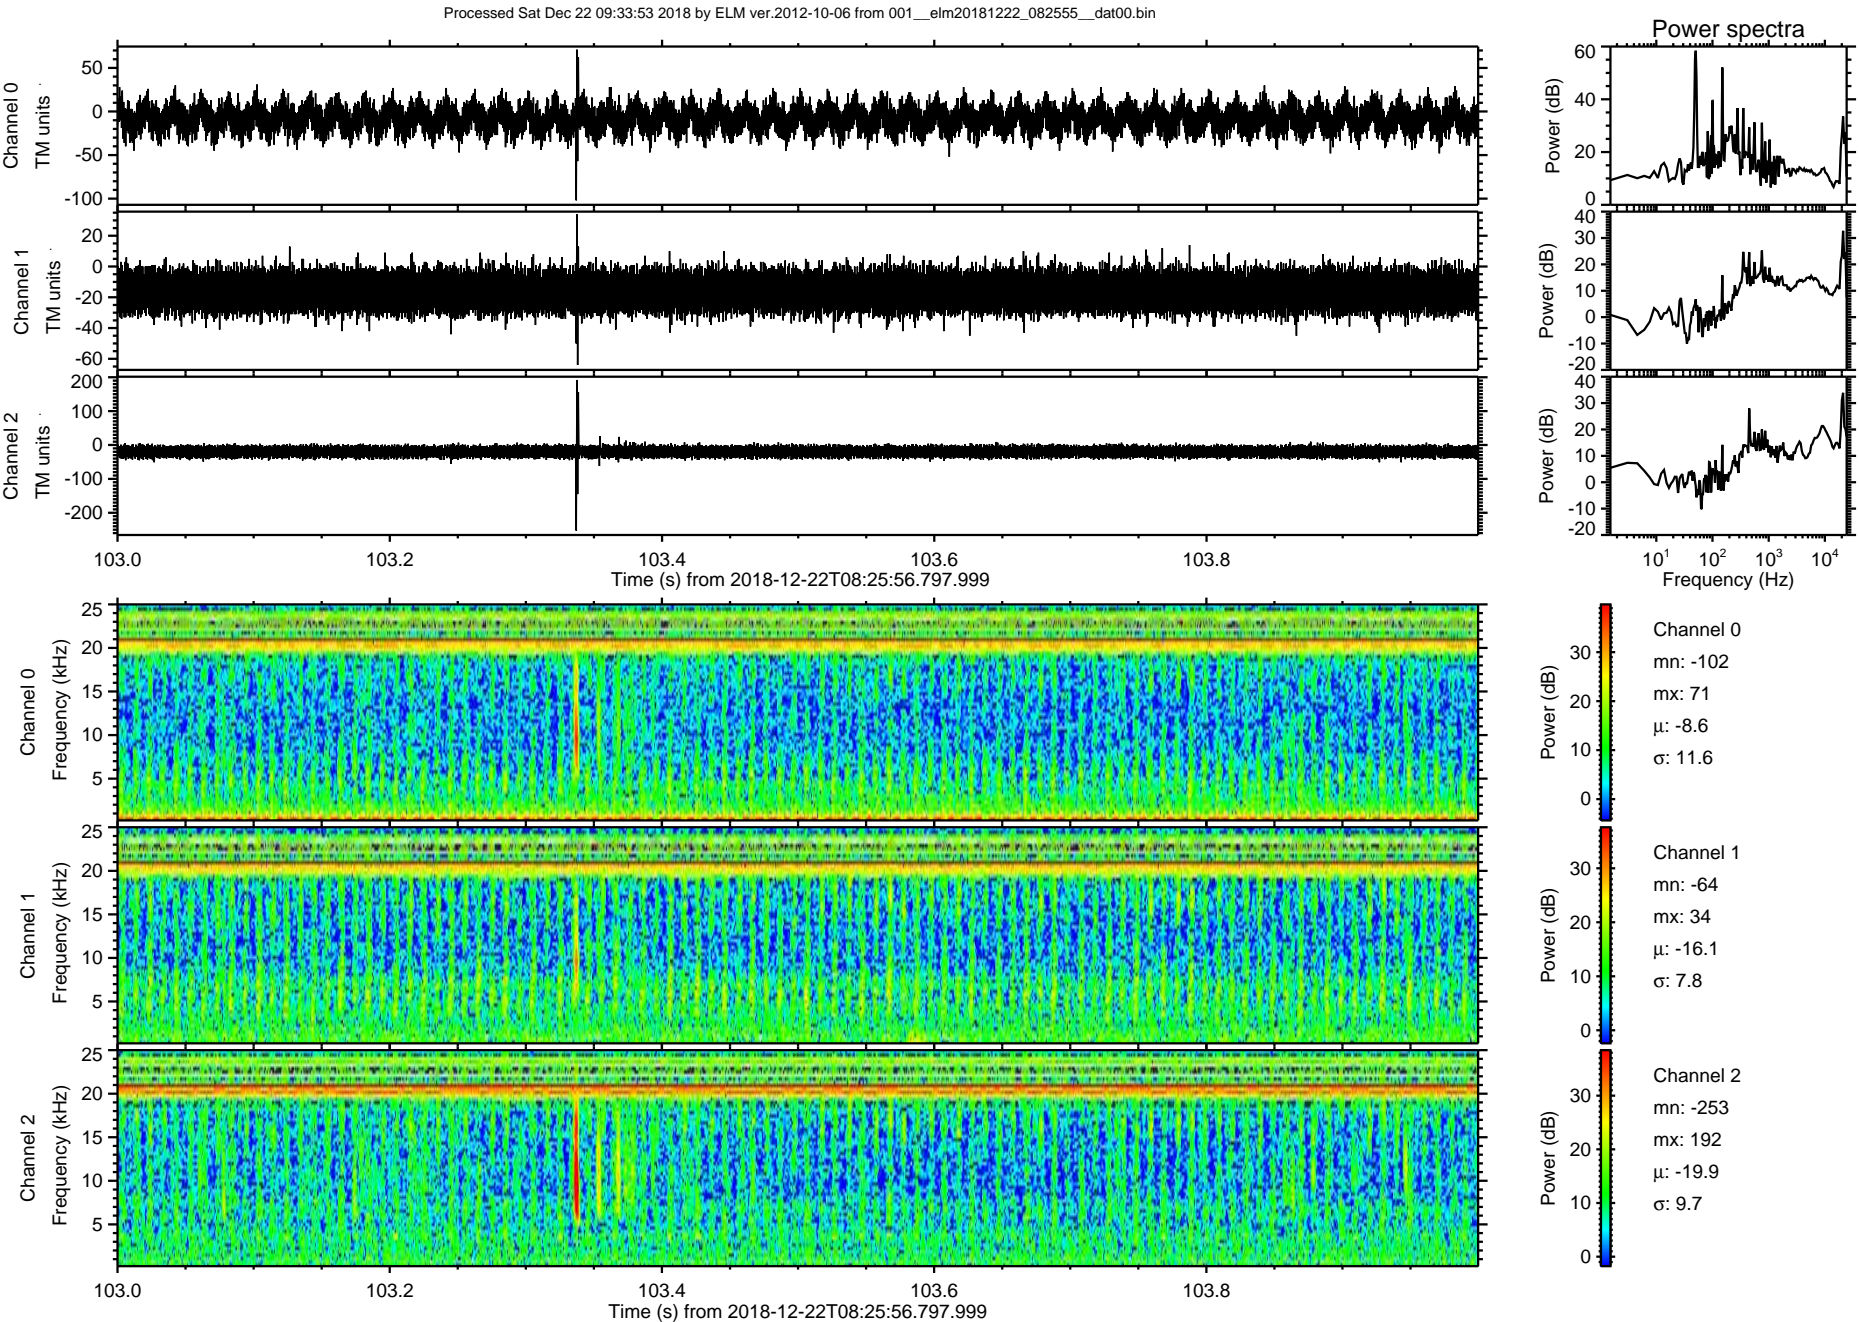 Processed Sat Dec 22 09:33:53 2018 by ELM ver.2012-10-06 from 001__elm20181222_082555__dat00.bin
Power spectra
Channel 0
TM units
50
0
-50
-100
Power (dB)
60
40
20
0
Channel 1
TM units
20
0
-20
-40
-60
Power (dB)
40
30
20
10
0
-10
-20
Channel 2
TM units
200
100
0
-100
-200
Power (dB)
40
30
20
10
0
-10
-20
103.0 103.2 103.4 103.6 103.8
Time (s) from 2018-12-22T08:25:56.797.999
10¹ 10² 10³ 10⁴
Frequency (Hz)
Channel 0
Frequency (kHz)
25
20
15
10
5
Power (dB)
30
20
10
0
Channel 0
mn: -102
mx: 71
μ: -8.6
σ: 11.6
Channel 1
Frequency (kHz)
25
20
15
10
5
Power (dB)
30
20
10
0
Channel 1
mn: -64
mx: 34
μ: -16.1
σ: 7.8
Channel 2
Frequency (kHz)
25
20
15
10
5
Power (dB)
30
20
10
0
Channel 2
mn: -253
mx: 192
μ: -19.9
σ: 9.7
103.0 103.2 103.4 103.6 103.8
Time (s) from 2018-12-22T08:25:56.797.999